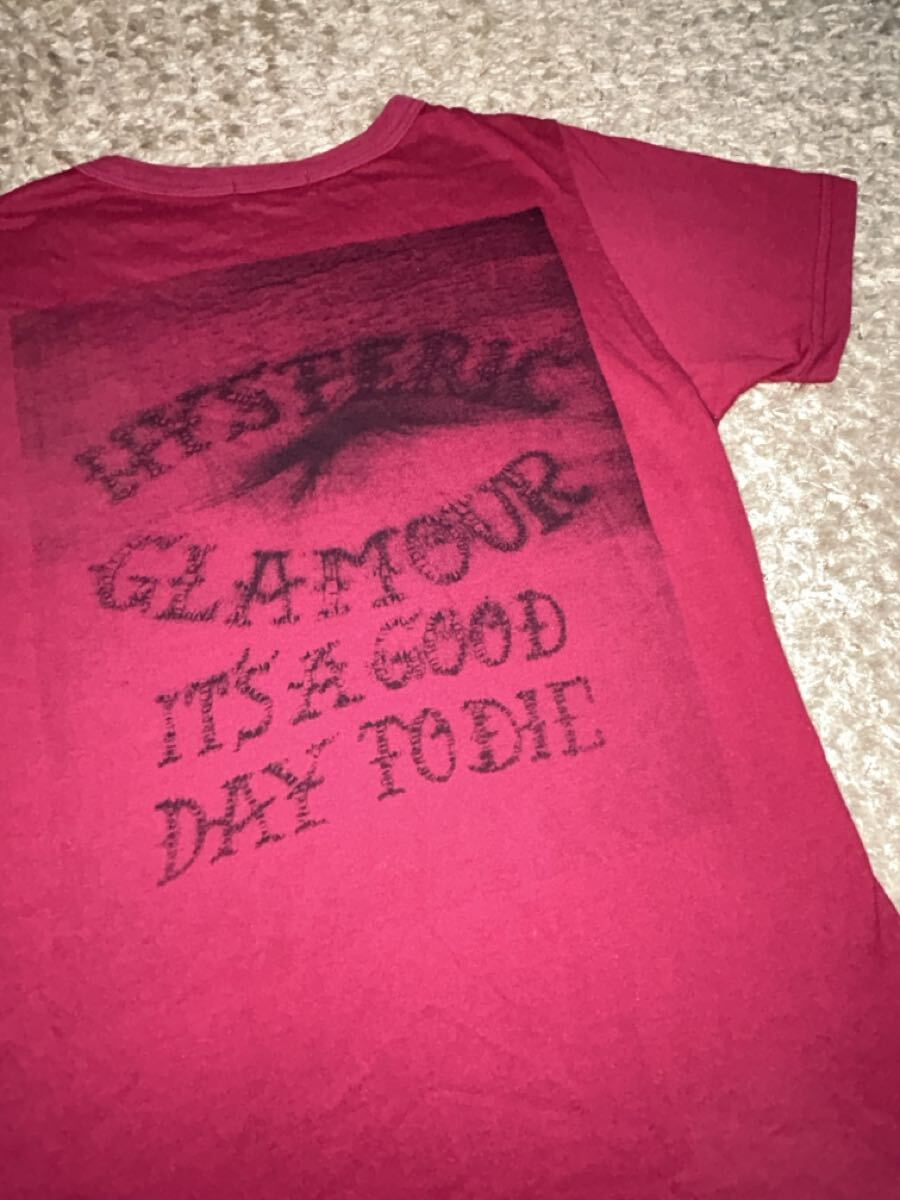 HYSTERIC
GLAMOUR
IT'S A GOOD
DAY TO DIE